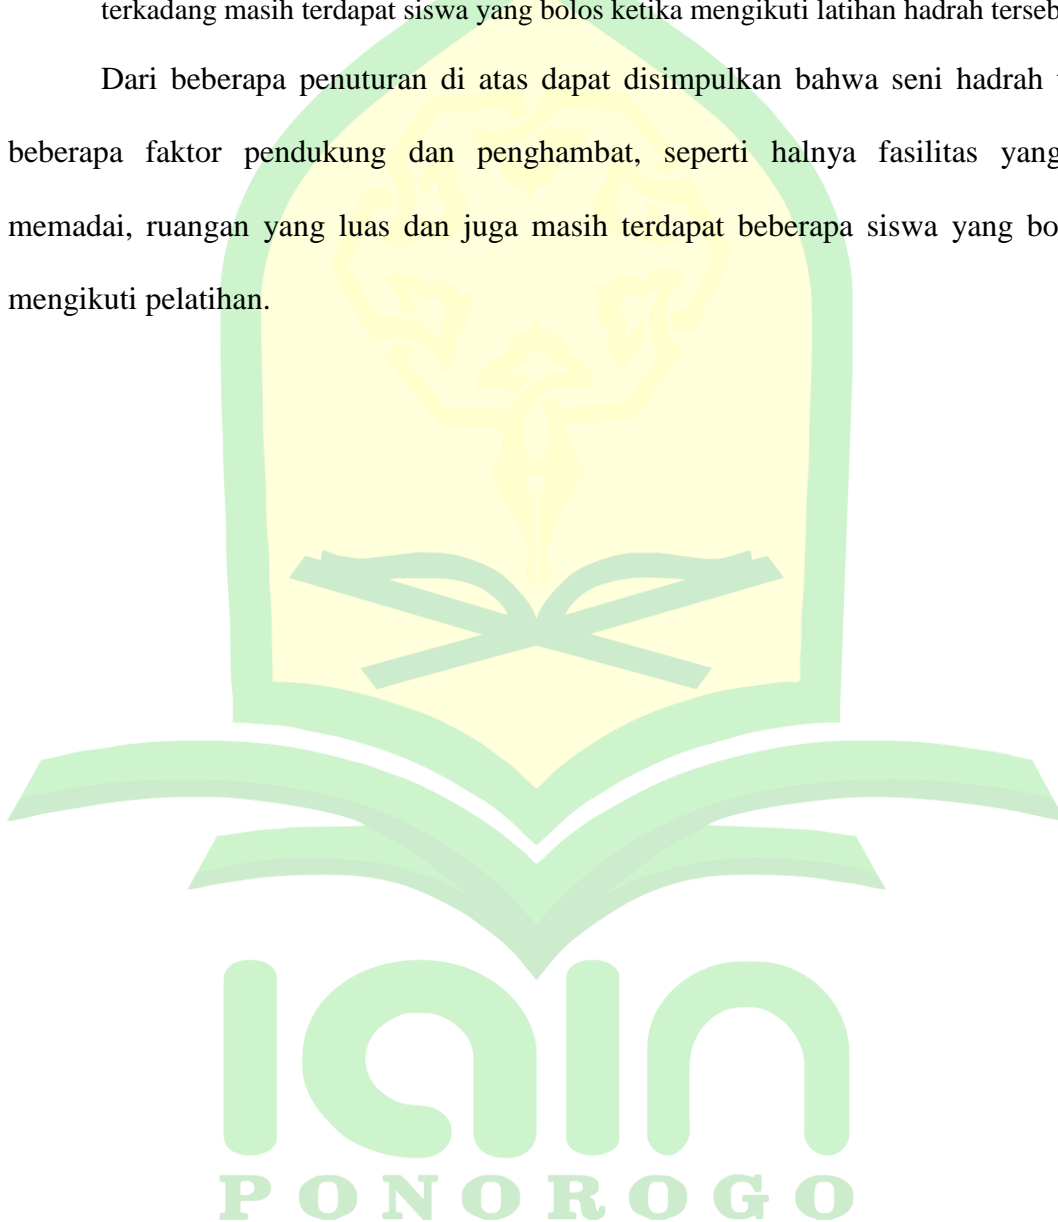 terkadang masih terdapat siswa yang bolos ketika mengikuti latihan hadrah
Dari beberapa penuturan di atas dapat disimpulkan bahwa seni hadrah
beberapa faktor pendukung dan penghambat, seperti halnya fasilitas yang
memadai, ruangan yang luas dan juga masih terdapat beberapa siswa yang
mengikuti pelatihan.
iain
PONOROGO